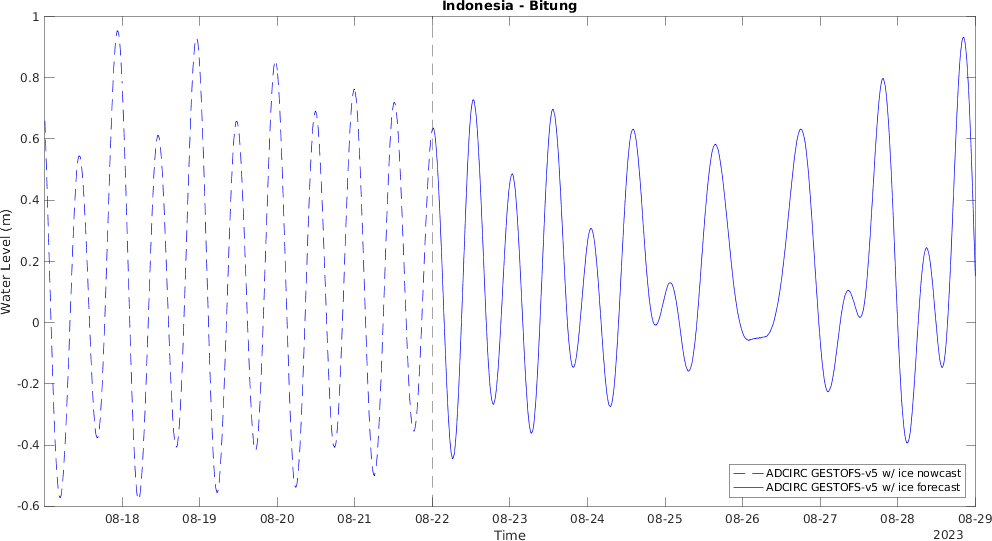 Indonesia - Bitung
1
0.8
0.6
0.4
0.2
0
-0.2
-0.4
-0.6
Water Level (m)
08-18 08-19 08-20 08-21 08-22 08-23 08-24 08-25 08-26 08-27 08-28 08-29
Time
2023
ADCIRC GESTOFS-v5 w/ ice nowcast
ADCIRC GESTOFS-v5 w/ ice forecast